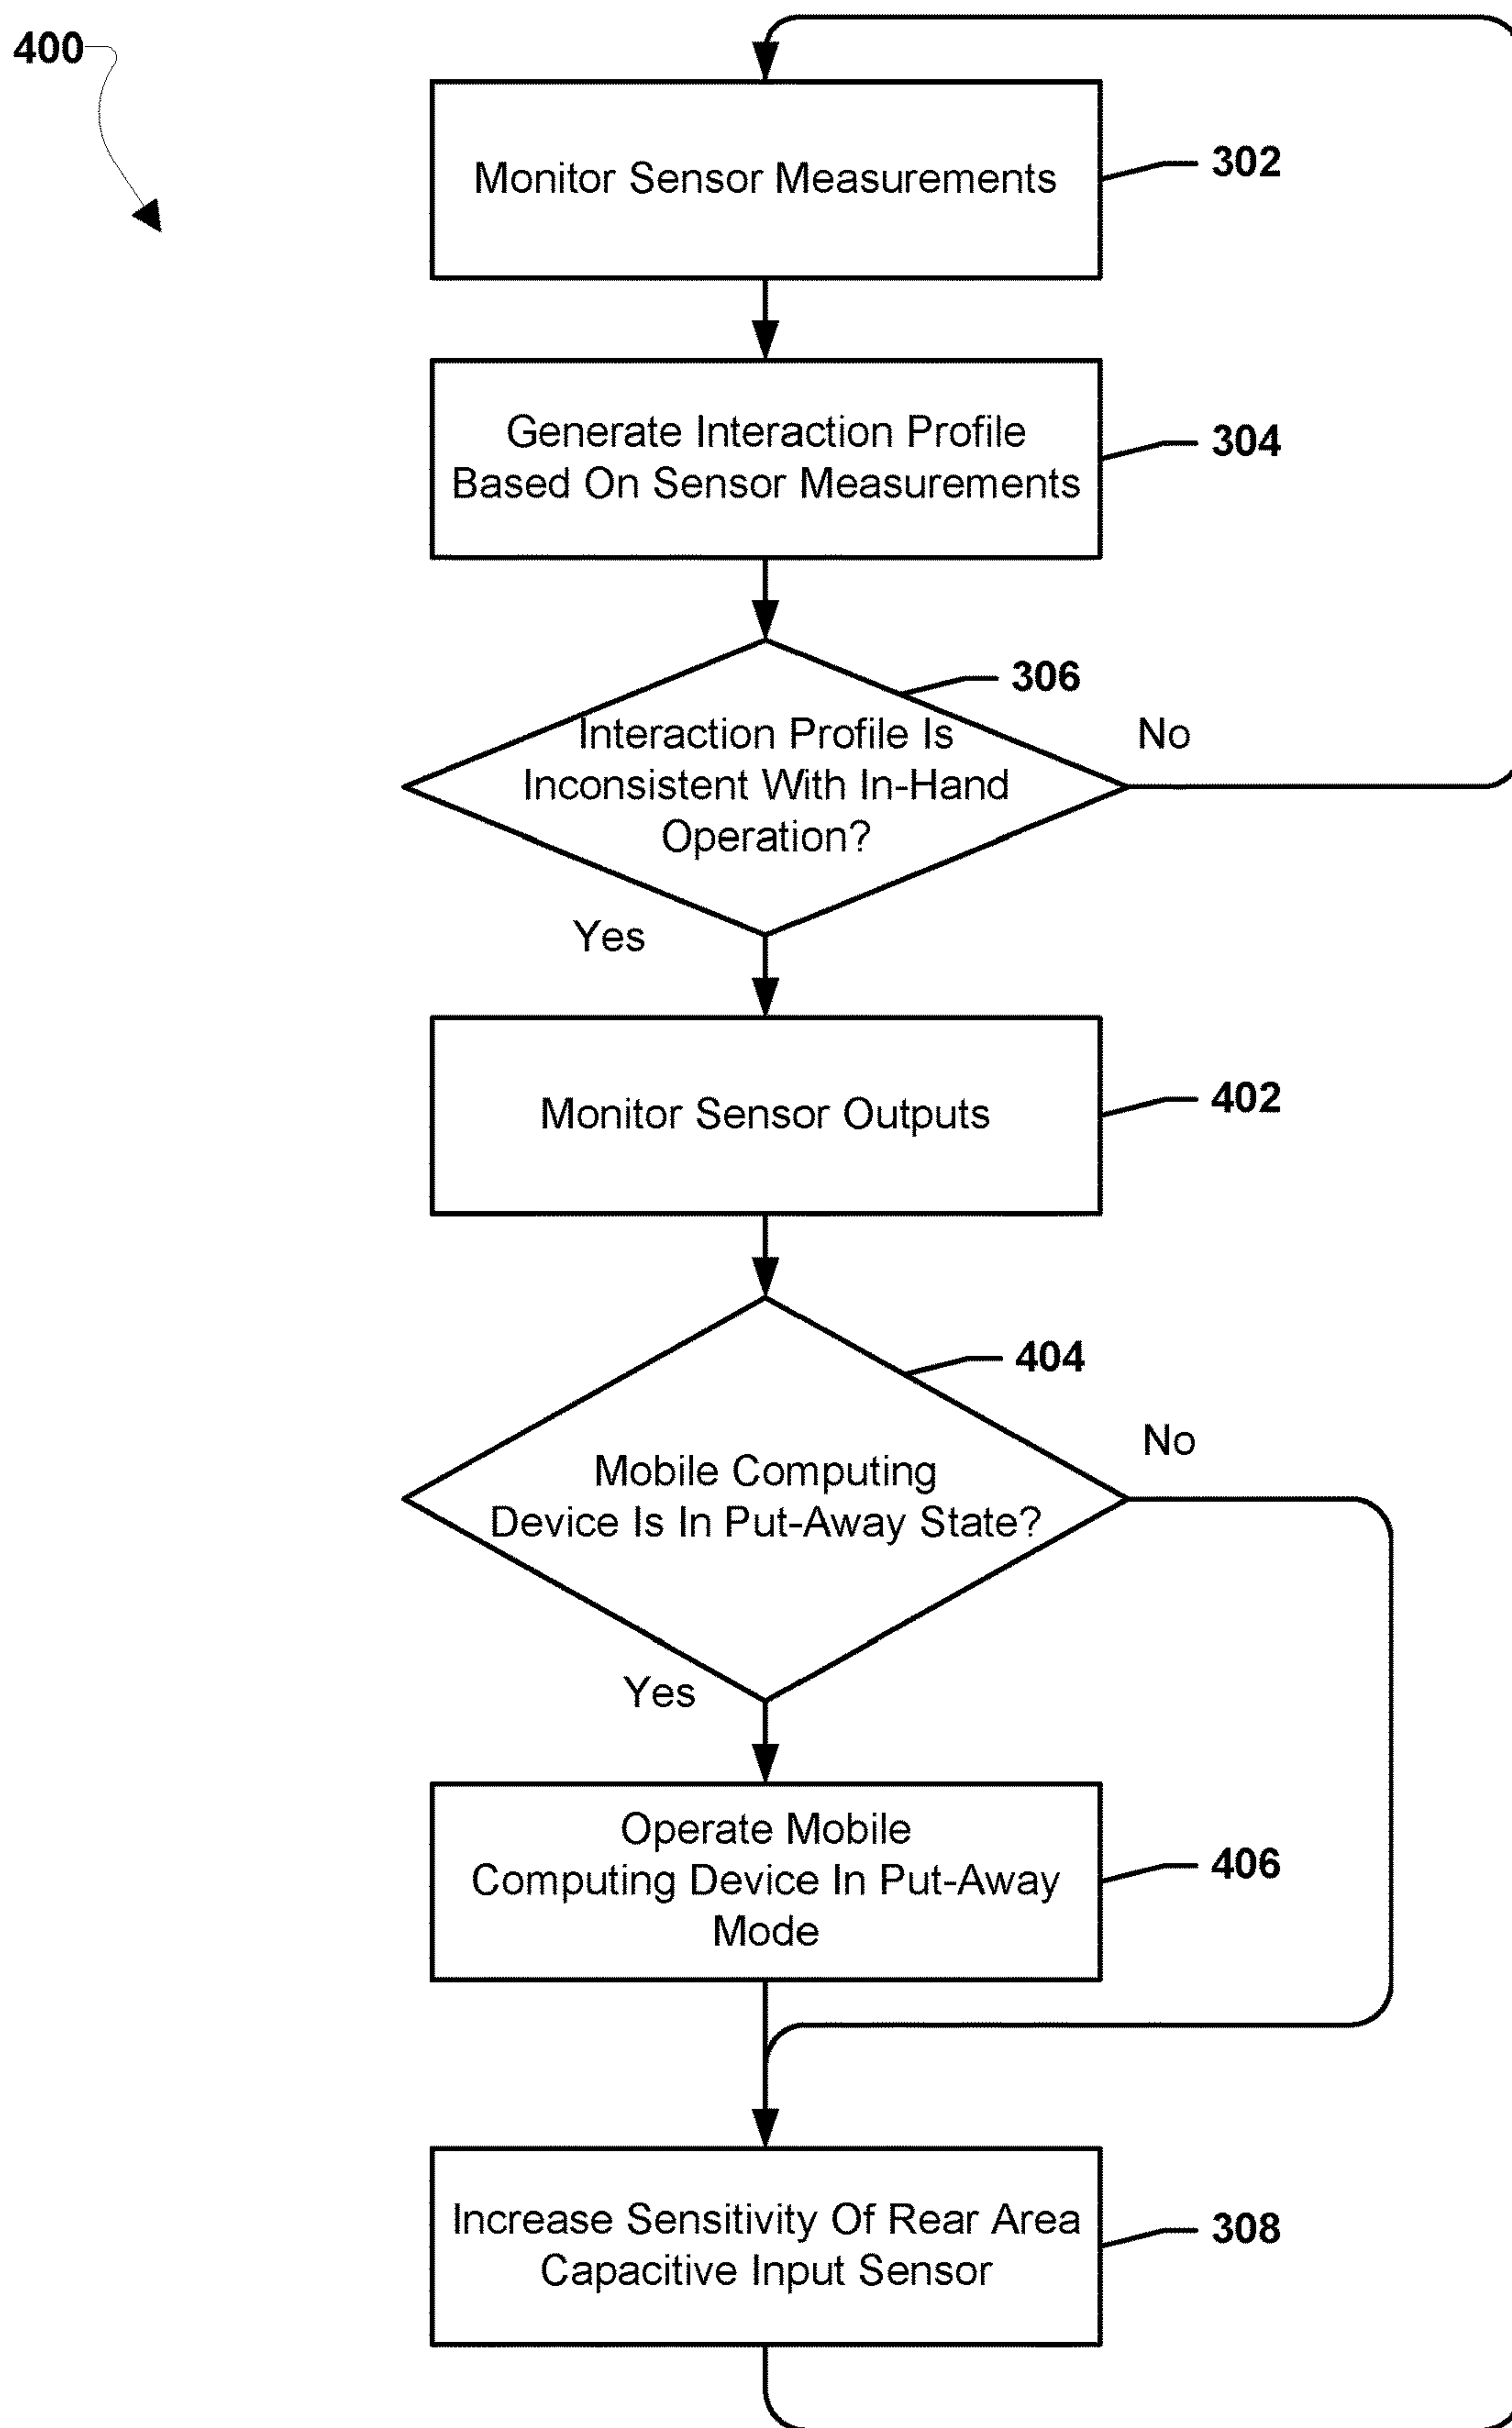 400
Monitor Sensor Measurements
302
Generate Interaction Profile
Based On Sensor Measurements
304
306
Interaction Profile Is
Inconsistent With In-Hand
Operation?
No
Yes
Monitor Sensor Outputs
402
404
Mobile Computing
Device Is In Put-Away State?
No
Yes
Operate Mobile
Computing Device In Put-Away
Mode
406
Increase Sensitivity Of Rear Area
Capacitive Input Sensor
308